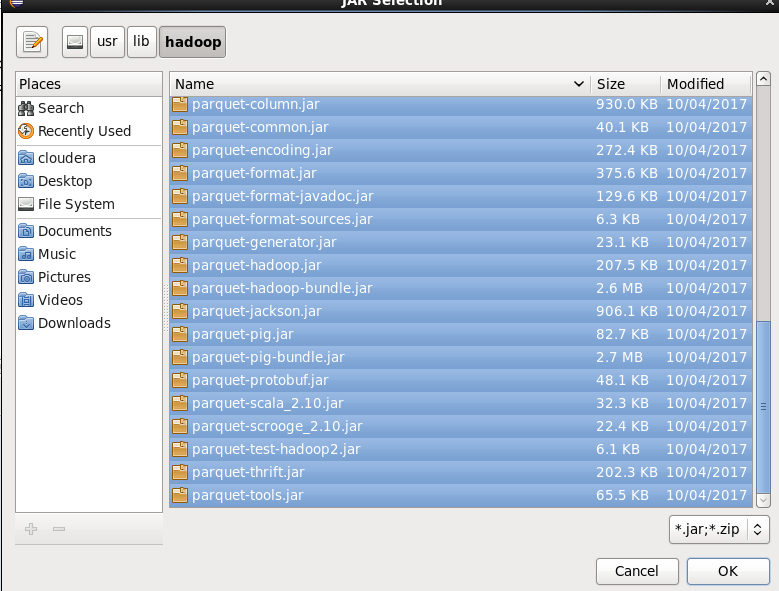 JAR Selection
usr lib hadoop
Places
Search
Recently Used
cloudera
Desktop
File System
Documents
Music
Pictures
Videos
Downloads
Name Size Modified
parquet-column.jar 930.0 KB 10/04/2017
parquet-common.jar 40.1 KB 10/04/2017
parquet-encoding.jar 272.4 KB 10/04/2017
parquet-format.jar 375.6 KB 10/04/2017
parquet-format-javadoc.jar 129.6 KB 10/04/2017
parquet-format-sources.jar 6.3 KB 10/04/2017
parquet-generator.jar 23.1 KB 10/04/2017
parquet-hadoop.jar 207.5 KB 10/04/2017
parquet-hadoop-bundle.jar 2.6 MB 10/04/2017
parquet-jackson.jar 906.1 KB 10/04/2017
parquet-pig.jar 82.7 KB 10/04/2017
parquet-pig-bundle.jar 2.7 MB 10/04/2017
parquet-protobuf.jar 48.1 KB 10/04/2017
parquet-scala_2.10.jar 32.3 KB 10/04/2017
parquet-scrooge_2.10.jar 22.4 KB 10/04/2017
parquet-test-hadoop2.jar 6.1 KB 10/04/2017
parquet-thrift.jar 202.3 KB 10/04/2017
parquet-tools.jar 65.5 KB 10/04/2017
*.jar;*.zip
Cancel OK